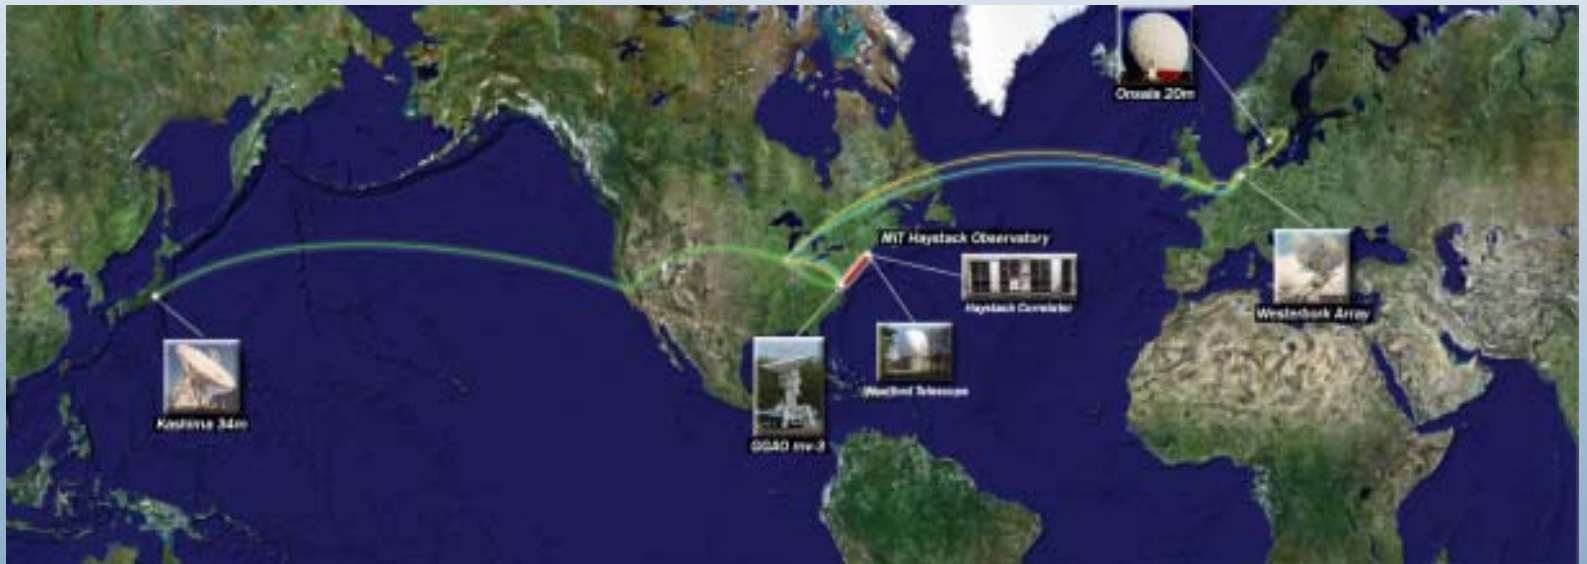 Onsala 20m
MIT Haystack Observatory
Haystack Correlator
Westerbork Array
Westford Telescope
Kashima 34m
GGAO mv-3